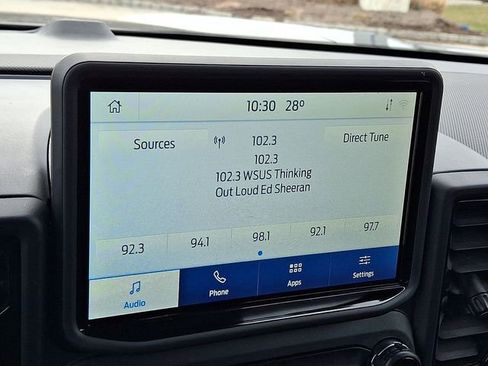 10:30 28°
Sources 102.3 Direct Tune
102.3
102.3 WSUS Thinking
Out Loud Ed Sheeran
92.3 94.1 98.1 92.1 97.7
Audio Phone Apps Settings